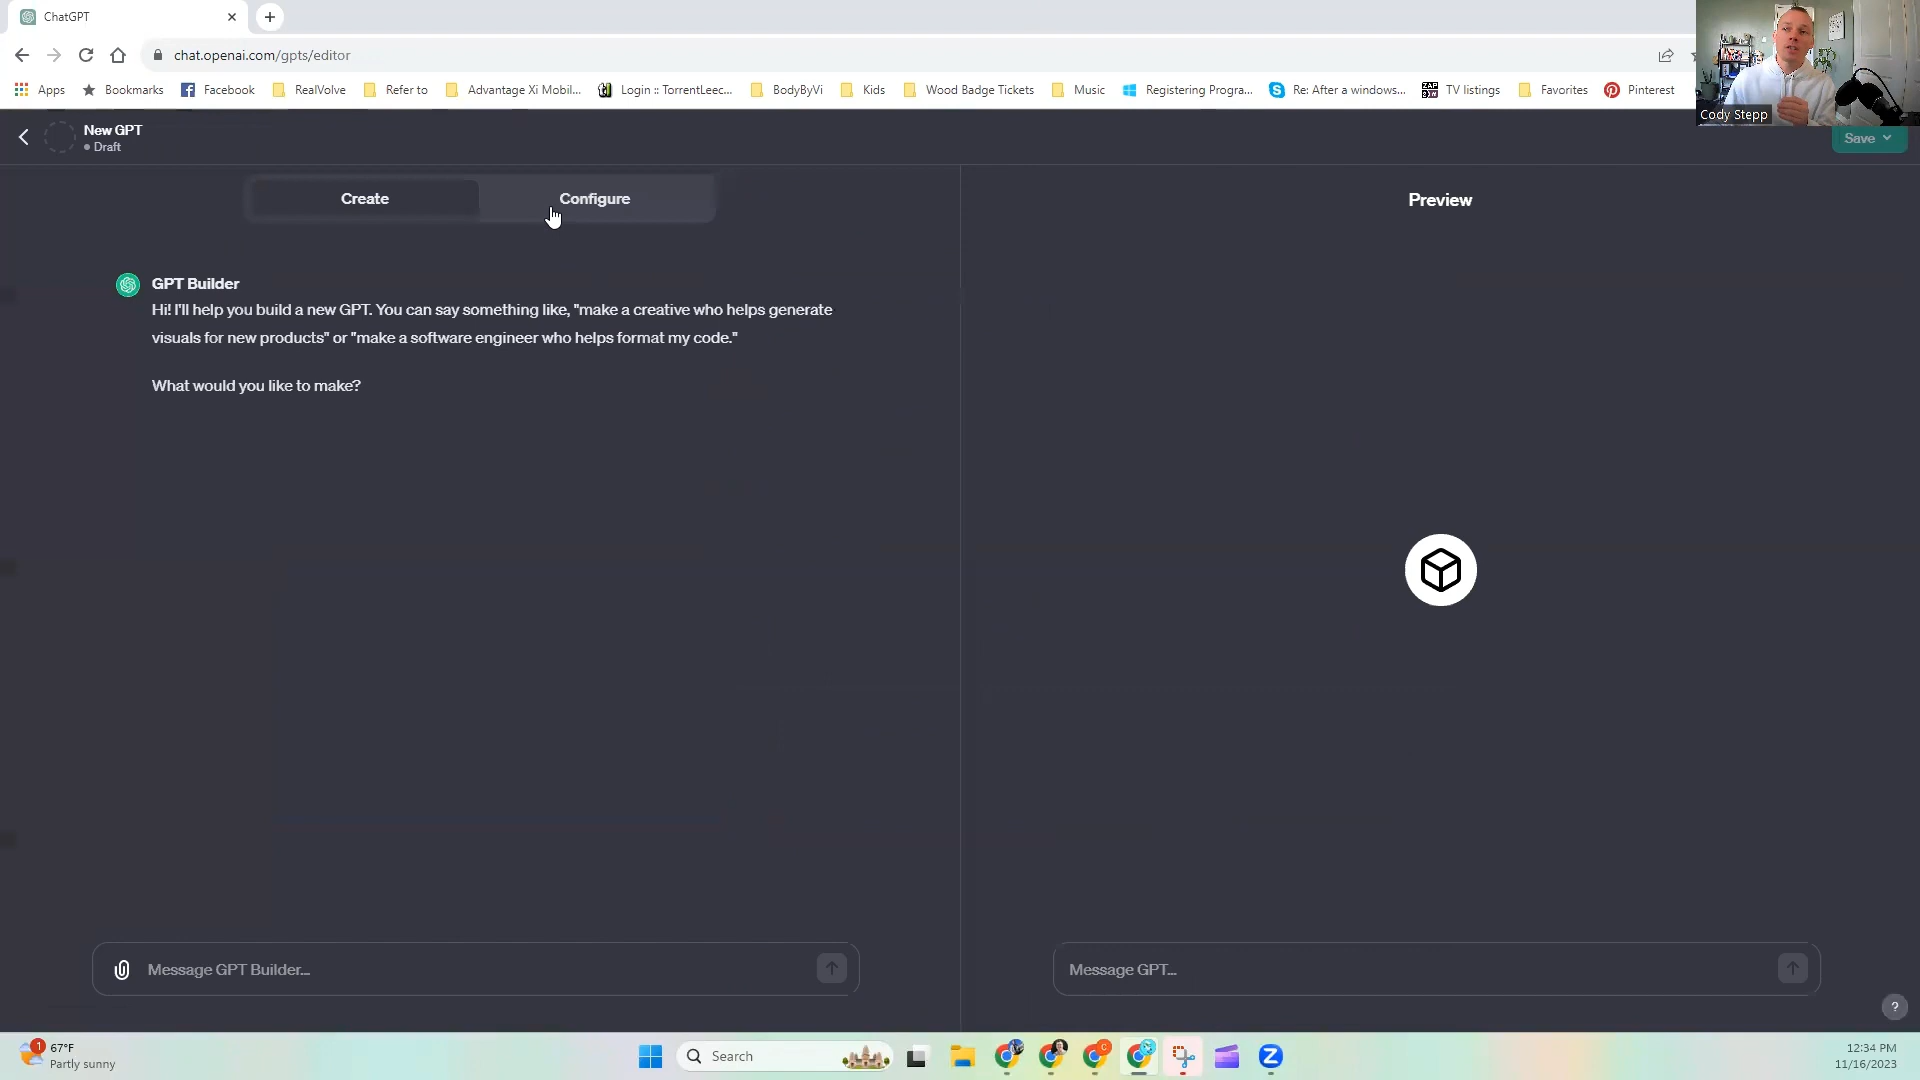 ChatGPT
chat.openai.com/gpts/editor
Apps Bookmarks Facebook RealVolve Refer to Advantage Xi Mobil... Login :: TorrentLeec... BodyByVi Kids Wood Badge Tickets Music Registering Progra... Re: After a windows... TV listings Favorites Pinterest
Cody Stepp
New GPT
Draft
Save
Create Configure
Preview
GPT Builder
Hi! I'll help you build a new GPT. You can say something like, "make a creative who helps generate
visuals for new products" or "make a software engineer who helps format my code."
What would you like to make?
Message GPT Builder...
Message GPT...
?
1
67°F
Partly sunny
Search
12:34 PM
11/16/2023